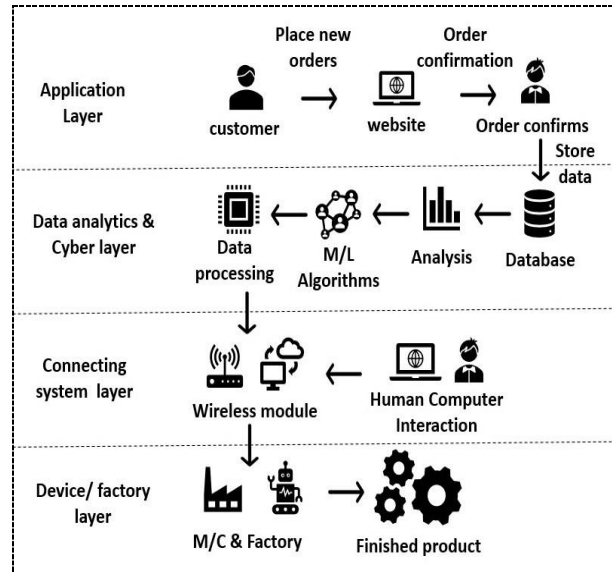 Place new
orders
Order
confirmation
Application
Layer
customer
website
Order confirms
Store
data
Data analytics &
Cyber layer
Data
processing
M/L
Algorithms
Analysis
Database
Connecting
system layer
Wireless module
Human Computer
Interaction
Device/ factory
layer
M/C & Factory
Finished product